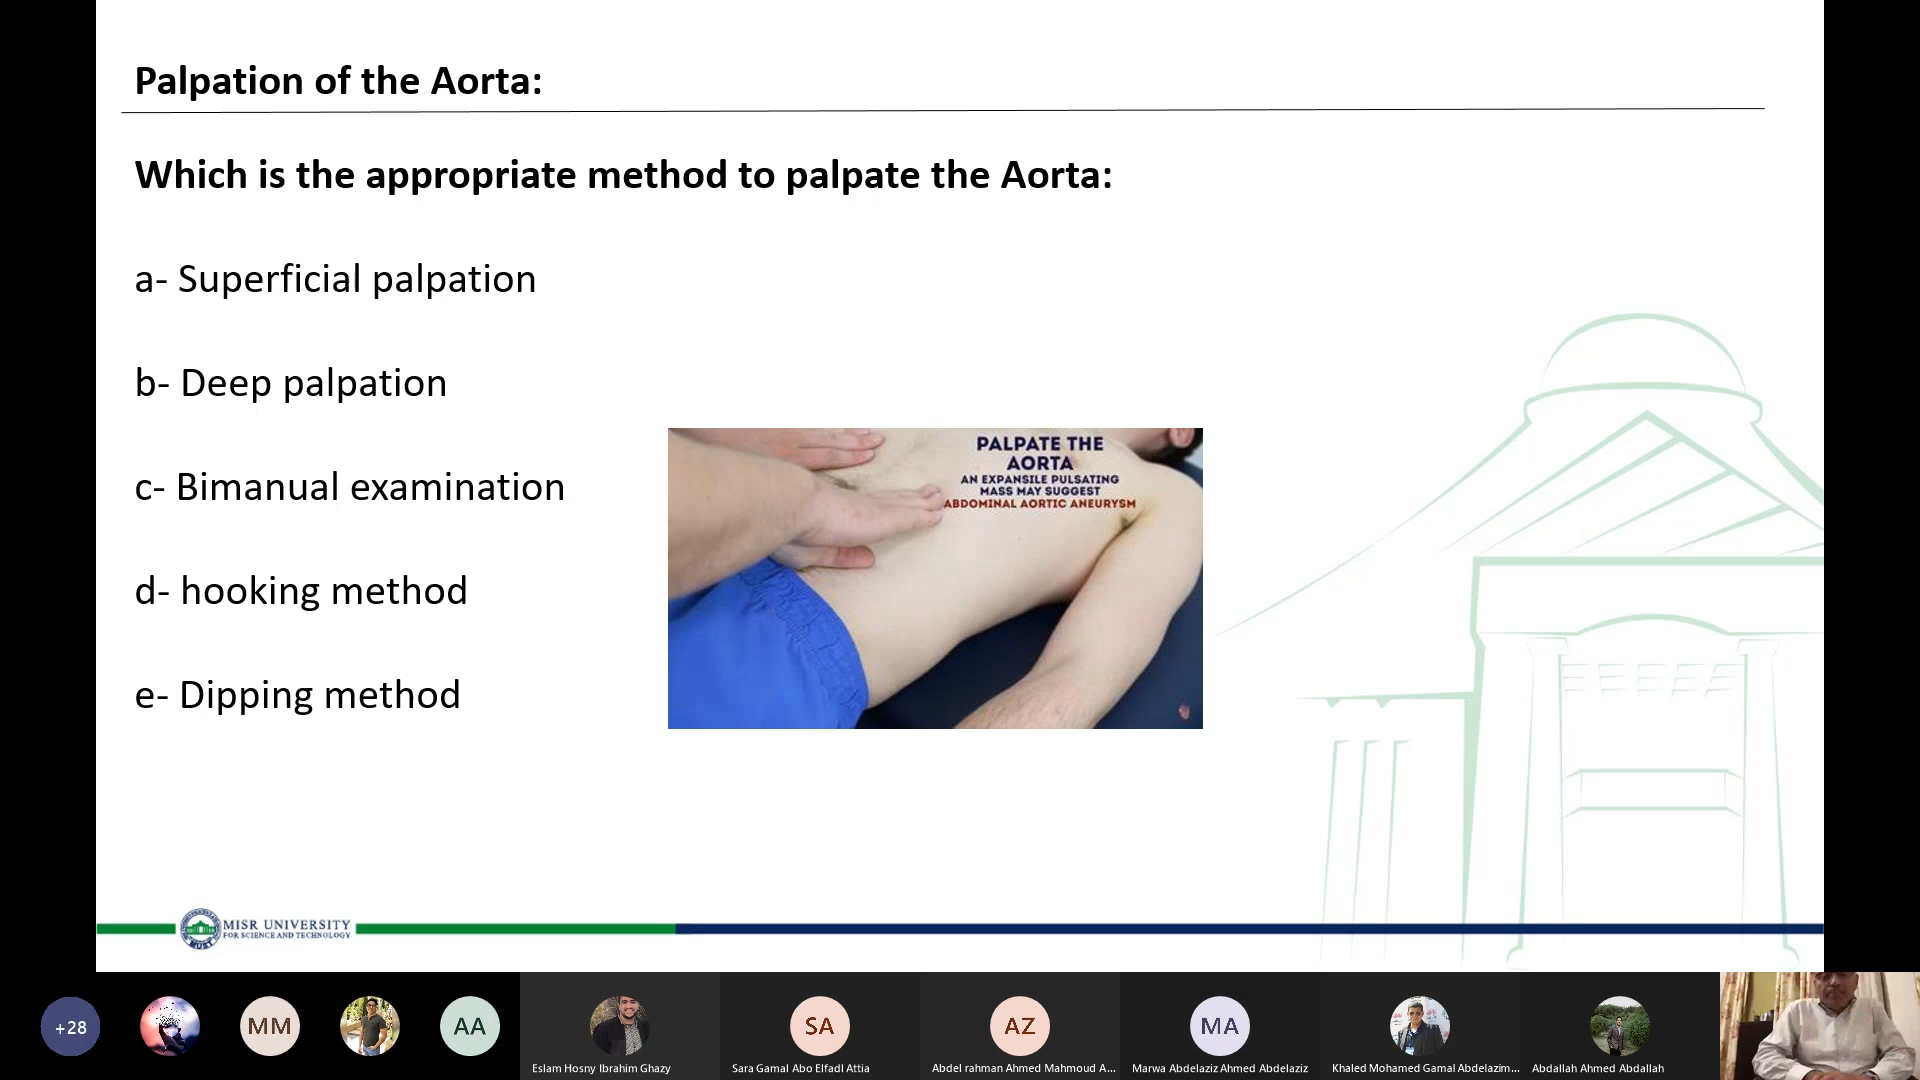 Palpation of the Aorta:
Which is the appropriate method to palpate the Aorta:
a- Superficial palpation
b- Deep palpation
c- Bimanual examination
d- hooking method
e- Dipping method
PALPATE THE
AORTA
AN EXPANSILE PULSATING
MASS MAY SUGGEST
ABDOMINAL AORTIC ANEURYSM
MISR UNIVERSITY
FOR SCIENCE AND TECHNOLOGY
+28
MM
AA
SA
AZ
MA
Eslam Hosny Ibrahim Ghazy
Sara Gamal Abo Elfadl Attia
Abdel rahman Ahmed Mahmoud A...
Marwa Abdelaziz Ahmed Abdelaziz
Khaled Mohamed Gamal Abdelazim...
Abdallah Ahmed Abdallah